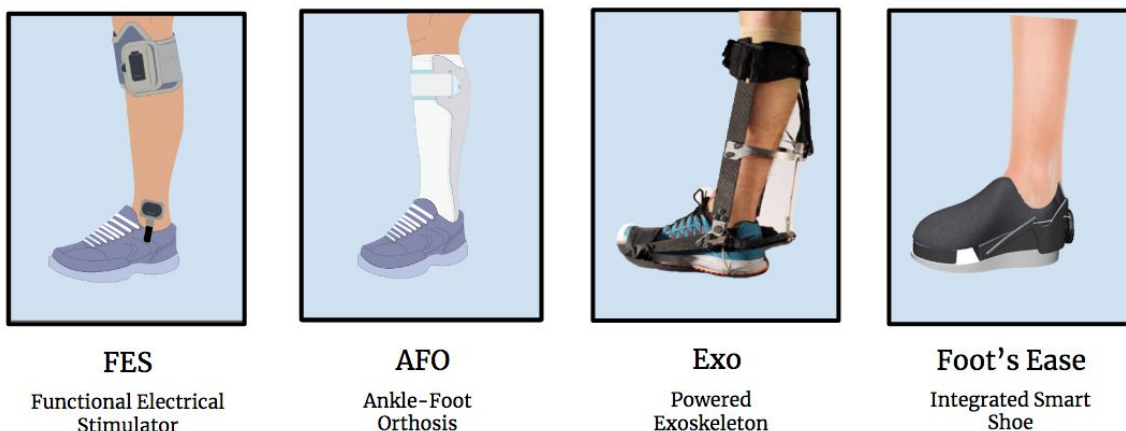 FES
Functional Electrical
Stimulator
AFO
Ankle-Foot
Orthosis
Exo
Powered
Exoskeleton
Foot’s Ease
Integrated Smart
Shoe